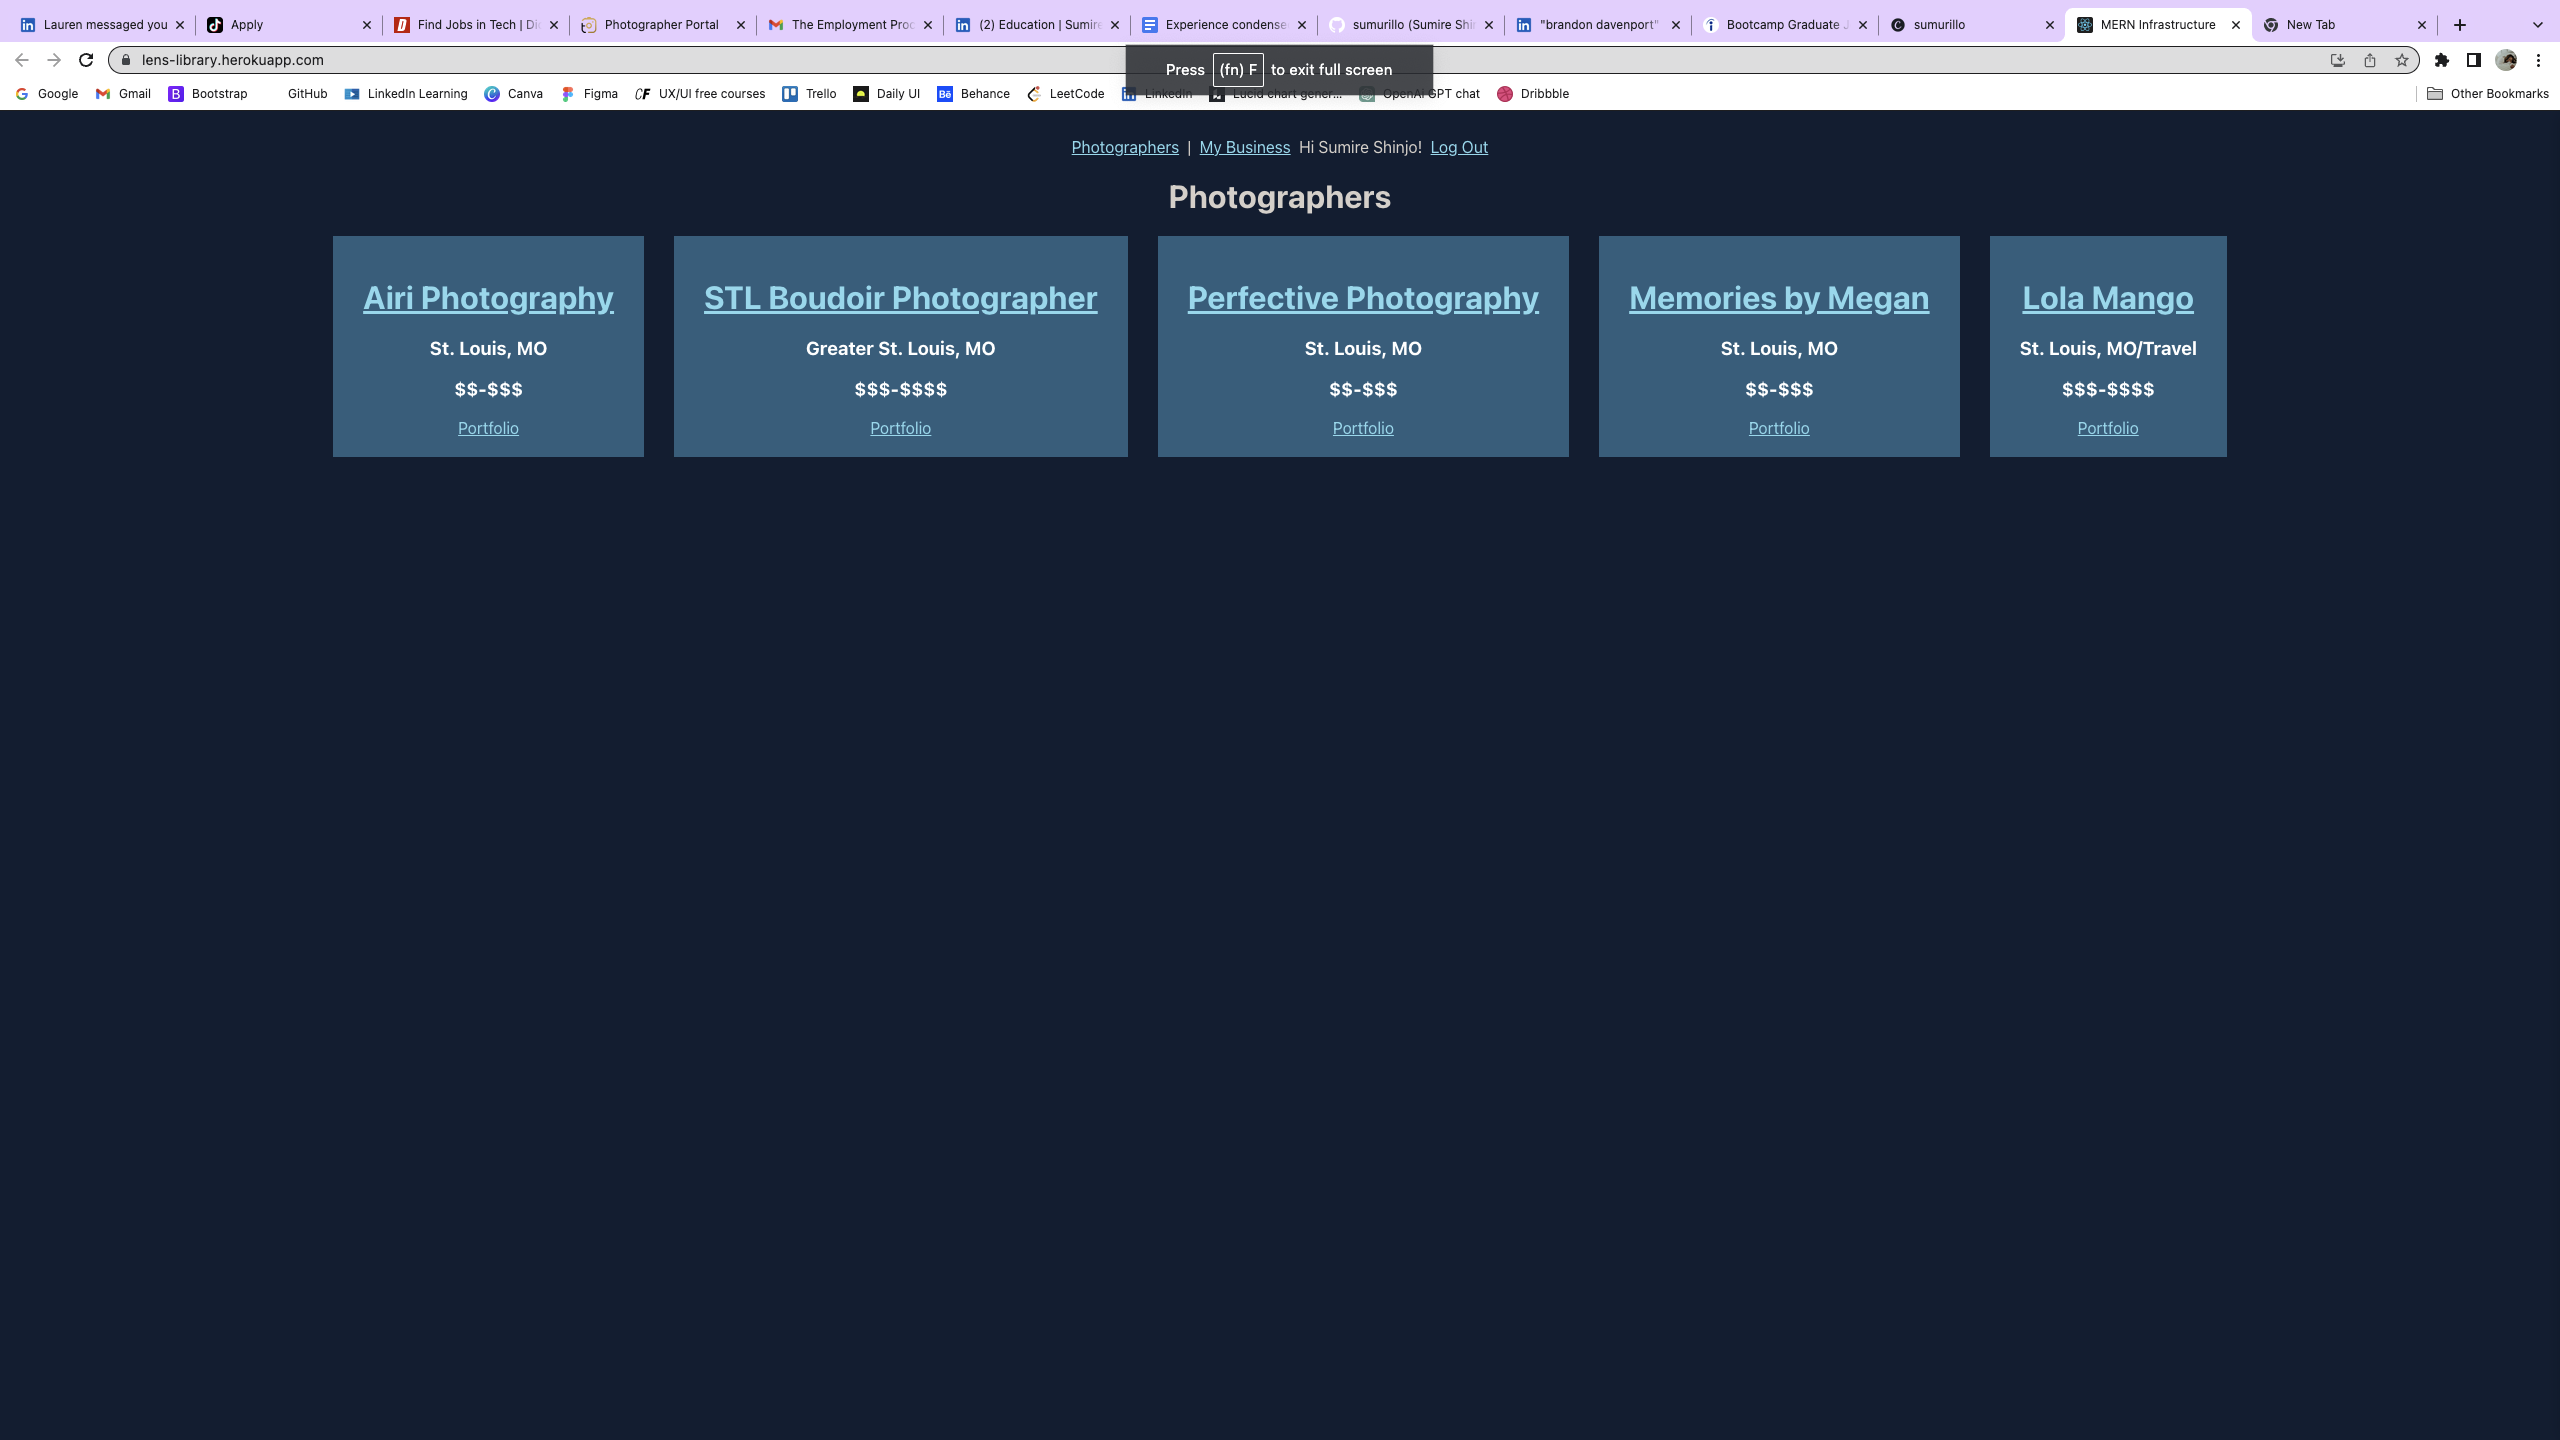 Lauren messaged you
Apply
Find Jobs in Tech | Di
Photographer Portal
The Employment Proc
(2) Education | Sumire
Experience condense
sumurillo (Sumire Shi
"brandon davenport"
Bootcamp Graduate J
sumurillo
MERN Infrastructure
New Tab
lens-library.herokuapp.com
Press (fn) F to exit full screen
Google
Gmail
Bootstrap
GitHub
LinkedIn Learning
Canva
Figma
CF UX/UI free courses
Trello
Daily UI
Bē Behance
LeetCode
LinkedIn
Lucid chart gener...
OpenAI GPT chat
Dribbble
Other Bookmarks
Photographers | My Business Hi Sumire Shinjo! Log Out
Photographers
Airi Photography
St. Louis, MO
$$-$$$
Portfolio
STL Boudoir Photographer
Greater St. Louis, MO
$$$-$$$$
Portfolio
Perfective Photography
St. Louis, MO
$$-$$$
Portfolio
Memories by Megan
St. Louis, MO
$$-$$$
Portfolio
Lola Mango
St. Louis, MO/Travel
$$$-$$$$
Portfolio